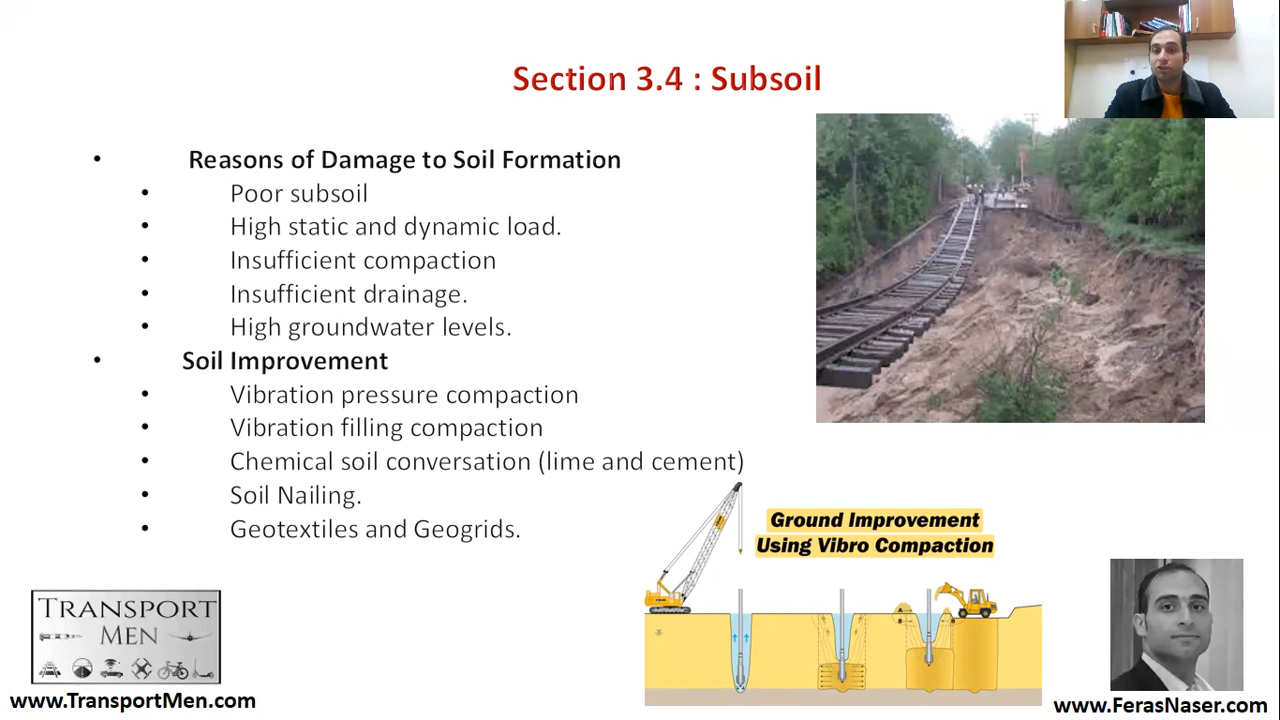 Section 3.4 : Subsoil
• Reasons of Damage to Soil Formation
• Poor subsoil
• High static and dynamic load.
• Insufficient compaction
• Insufficient drainage.
• High groundwater levels.
• Soil Improvement
• Vibration pressure compaction
• Vibration filling compaction
• Chemical soil conversation (lime and cement)
• Soil Nailing.
• Geotextiles and Geogrids.
Ground Improvement
Using Vibro Compaction
TRANSPORT
MEN
www.TransportMen.com
www.FerasNaser.com